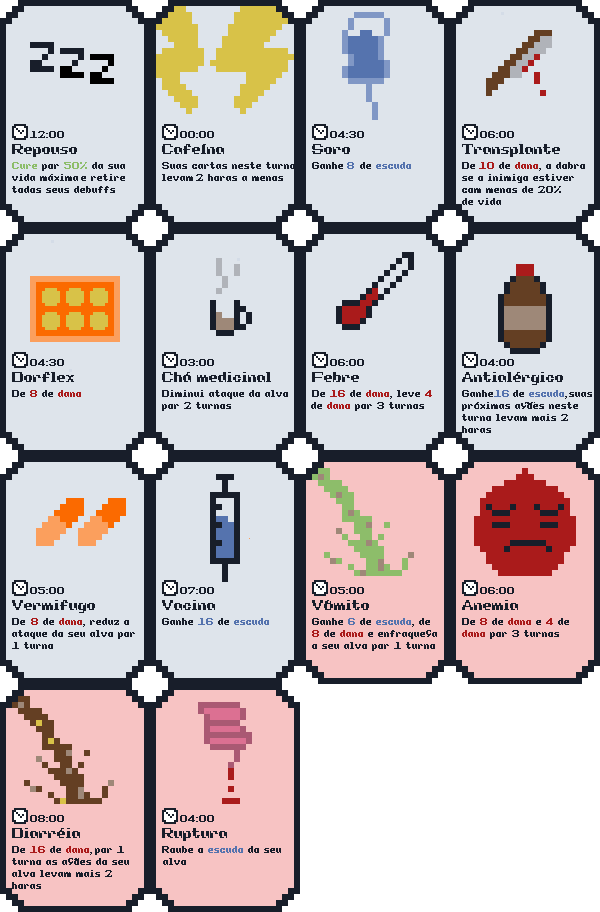 12:00
Repouso
Cure por 50% da sua
vida máxima e retire
todos seus debuffs
00:00
Cafeína
Suas cartas neste turno
levam 2 horas a menos
04:30
Soro
Ganhe 8 de escudo
06:00
Transplante
De 10 de dano, o dobro
se o inimigo estiver
com menos de 20%
de vida
04:30
Dorflex
De 8 de dano
03:00
Chá medicinal
Diminui ataque do alvo
por 2 turnos
06:00
Febre
De 16 de dano, leve 4
de dano por 3 turnos
04:00
Antialérgico
Ganhe 16 de escudo, suas
próximas ações neste
turno levam mais 2
horas
05:00
Vermifugo
De 8 de dano, reduz o
ataque do seu alvo por
1 turno
07:00
Vacina
Ganhe 16 de escudo
05:00
Vômito
Ganhe 6 de escudo, de
8 de dano e enfraqueça
o seu alvo por 1 turno
06:00
Anemia
De 8 de dano e 4 de
dano por 3 turnos
08:00
Diarréia
De 16 de dano, por 1
turno as ações do seu
alvo levam mais 2
horas
04:00
Ruptura
Roube o escudo do seu
alvo